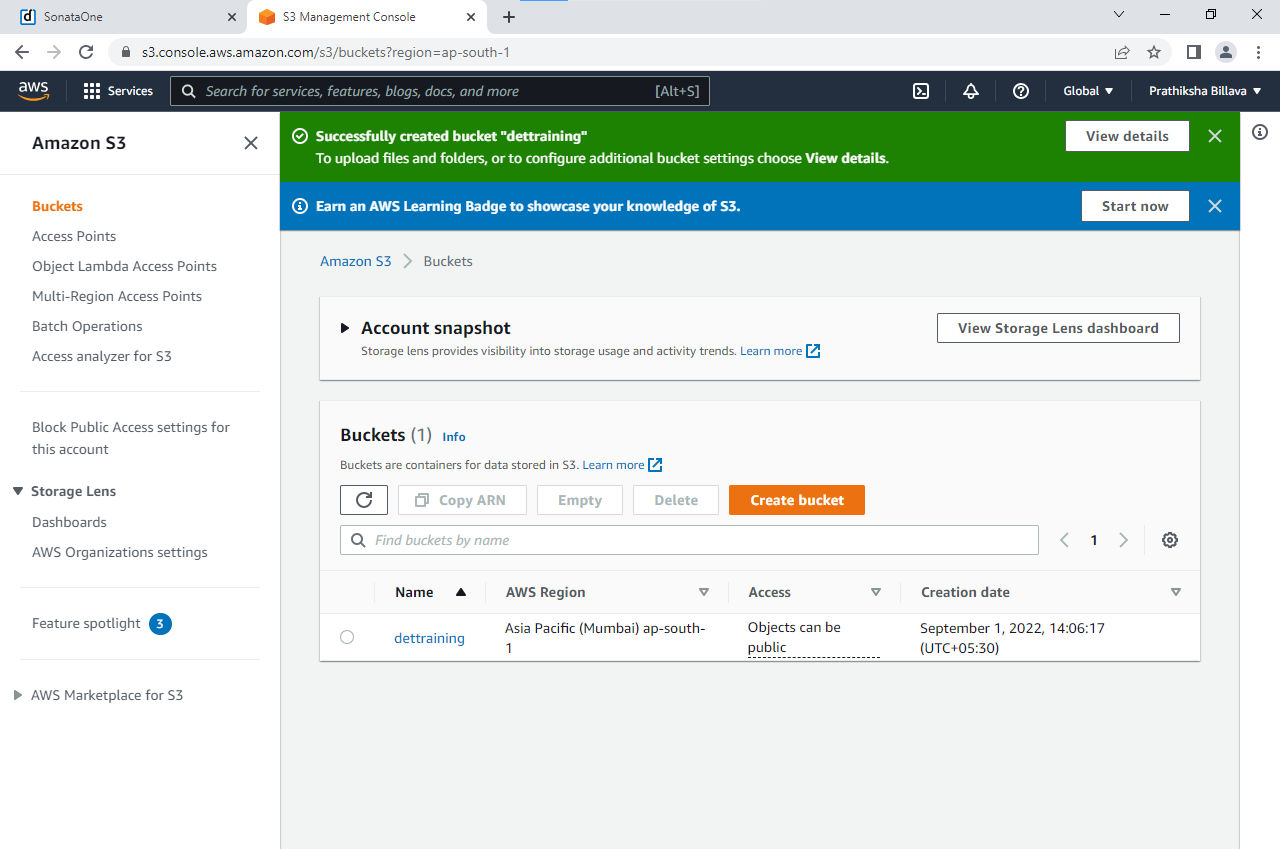 SonataOne
S3 Management Console
s3.console.aws.amazon.com/s3/buckets?region=ap-south-1
aws
Services
Search for services, features, blogs, docs, and more
[Alt+S]
Global
Prathiksha Billava
Amazon S3
Buckets
Access Points
Object Lambda Access Points
Multi-Region Access Points
Batch Operations
Access analyzer for S3
Block Public Access settings for
this account
Storage Lens
Dashboards
AWS Organizations settings
Feature spotlight 3
AWS Marketplace for S3
Successfully created bucket "dettraining"
To upload files and folders, or to configure additional bucket settings choose View details.
View details
Earn an AWS Learning Badge to showcase your knowledge of S3.
Start now
Amazon S3 Buckets
Account snapshot
Storage lens provides visibility into storage usage and activity trends. Learn more
View Storage Lens dashboard
Buckets (1) Info
Buckets are containers for data stored in S3. Learn more
Copy ARN Empty Delete Create bucket
Find buckets by name
1
Name AWS Region Access Creation date
dettraining
Asia Pacific (Mumbai) ap-south-
1
Objects can be
public
September 1, 2022, 14:06:17
(UTC+05:30)